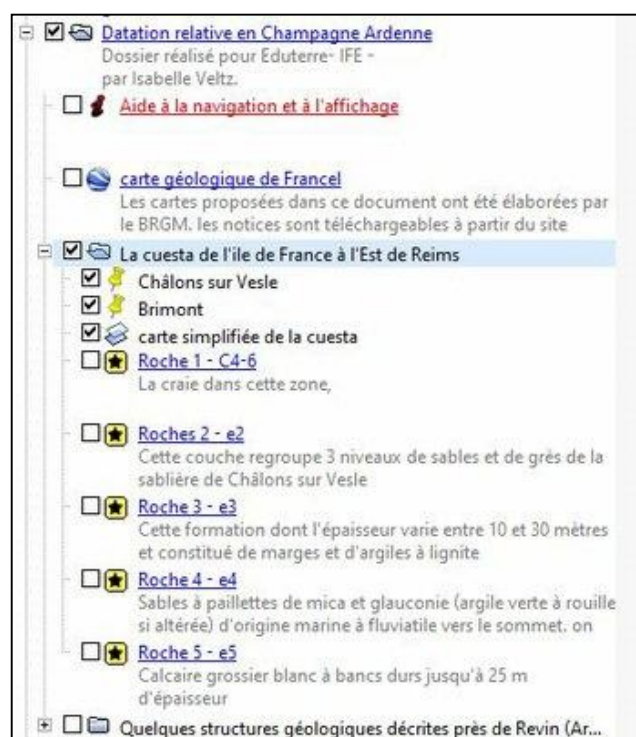 Datation relative en Champagne Ardenne
Dossier réalisé pour Eduterre- IFE -
par Isabelle Veltz.
Aide à la navigation et à l'affichage
carte géologique de Francel
Les cartes proposées dans ce document ont été élaborées par
le BRGM. les notices sont téléchargeables à partir du site
La cuesta de l'ile de France à l'Est de Reims
Châlons sur Vesle
Brimont
carte simplifiée de la cuesta
Roche 1 - C4-6
La craie dans cette zone,
Roches 2 - e2
Cette couche regroupe 3 niveaux de sables et de grès de la
sablière de Châlons sur Vesle
Roche 3 - e3
Cette formation dont l'épaisseur varie entre 10 et 30 mètres
et constitué de marges et d'argiles à lignite
Roche 4 - e4
Sables à paillettes de mica et glauconie (argile verte à rouille
si altérée) d'origine marine à fluviatile vers le sommet. on
Roche 5 - e5
Calcaire grossier blanc à bancs durs jusqu'à 25 m
d'épaisseur
Quelques structures géologiques décrites près de Revin (Ar...